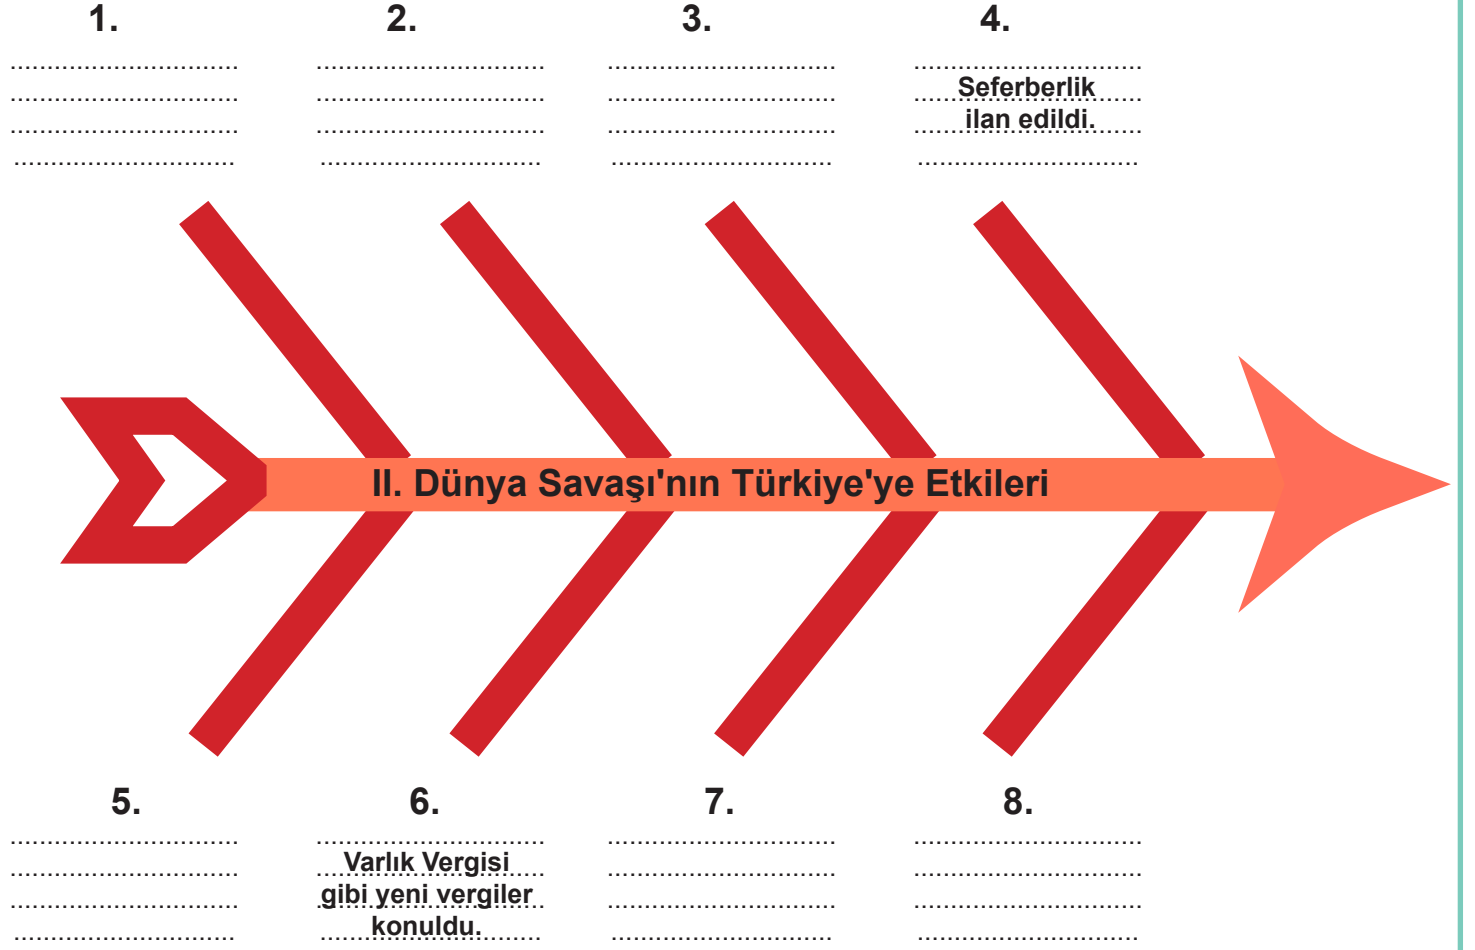 1.
2.
3.
4.
Seferberlik
ilan edildi.
II. Dünya Savaşı'nın Türkiye'ye Etkileri
5.
6.
7.
8.
Varlık Vergisi
gibi yeni vergiler
konuldu.